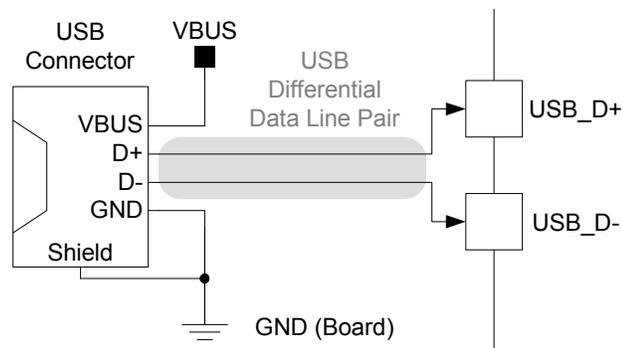 USB
Connector
VBUS
USB
Differential
Data Line Pair
VBUS
D+
D-
GND
Shield
USB_D+
USB_D-
GND (Board)